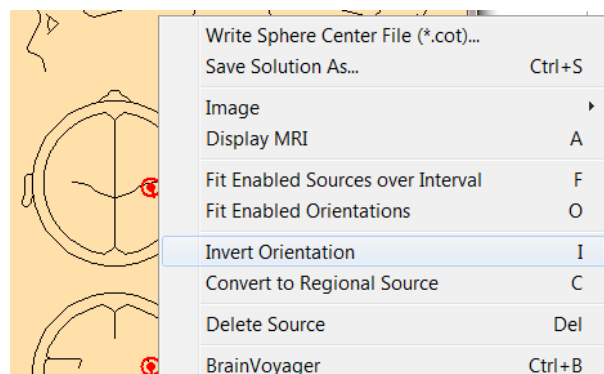 Write Sphere Center File (*.cot)...
Save Solution As... Ctrl+S
Image
Display MRI A
Fit Enabled Sources over Interval F
Fit Enabled Orientations O
Invert Orientation I
Convert to Regional Source C
Delete Source Del
BrainVoyager Ctrl+B